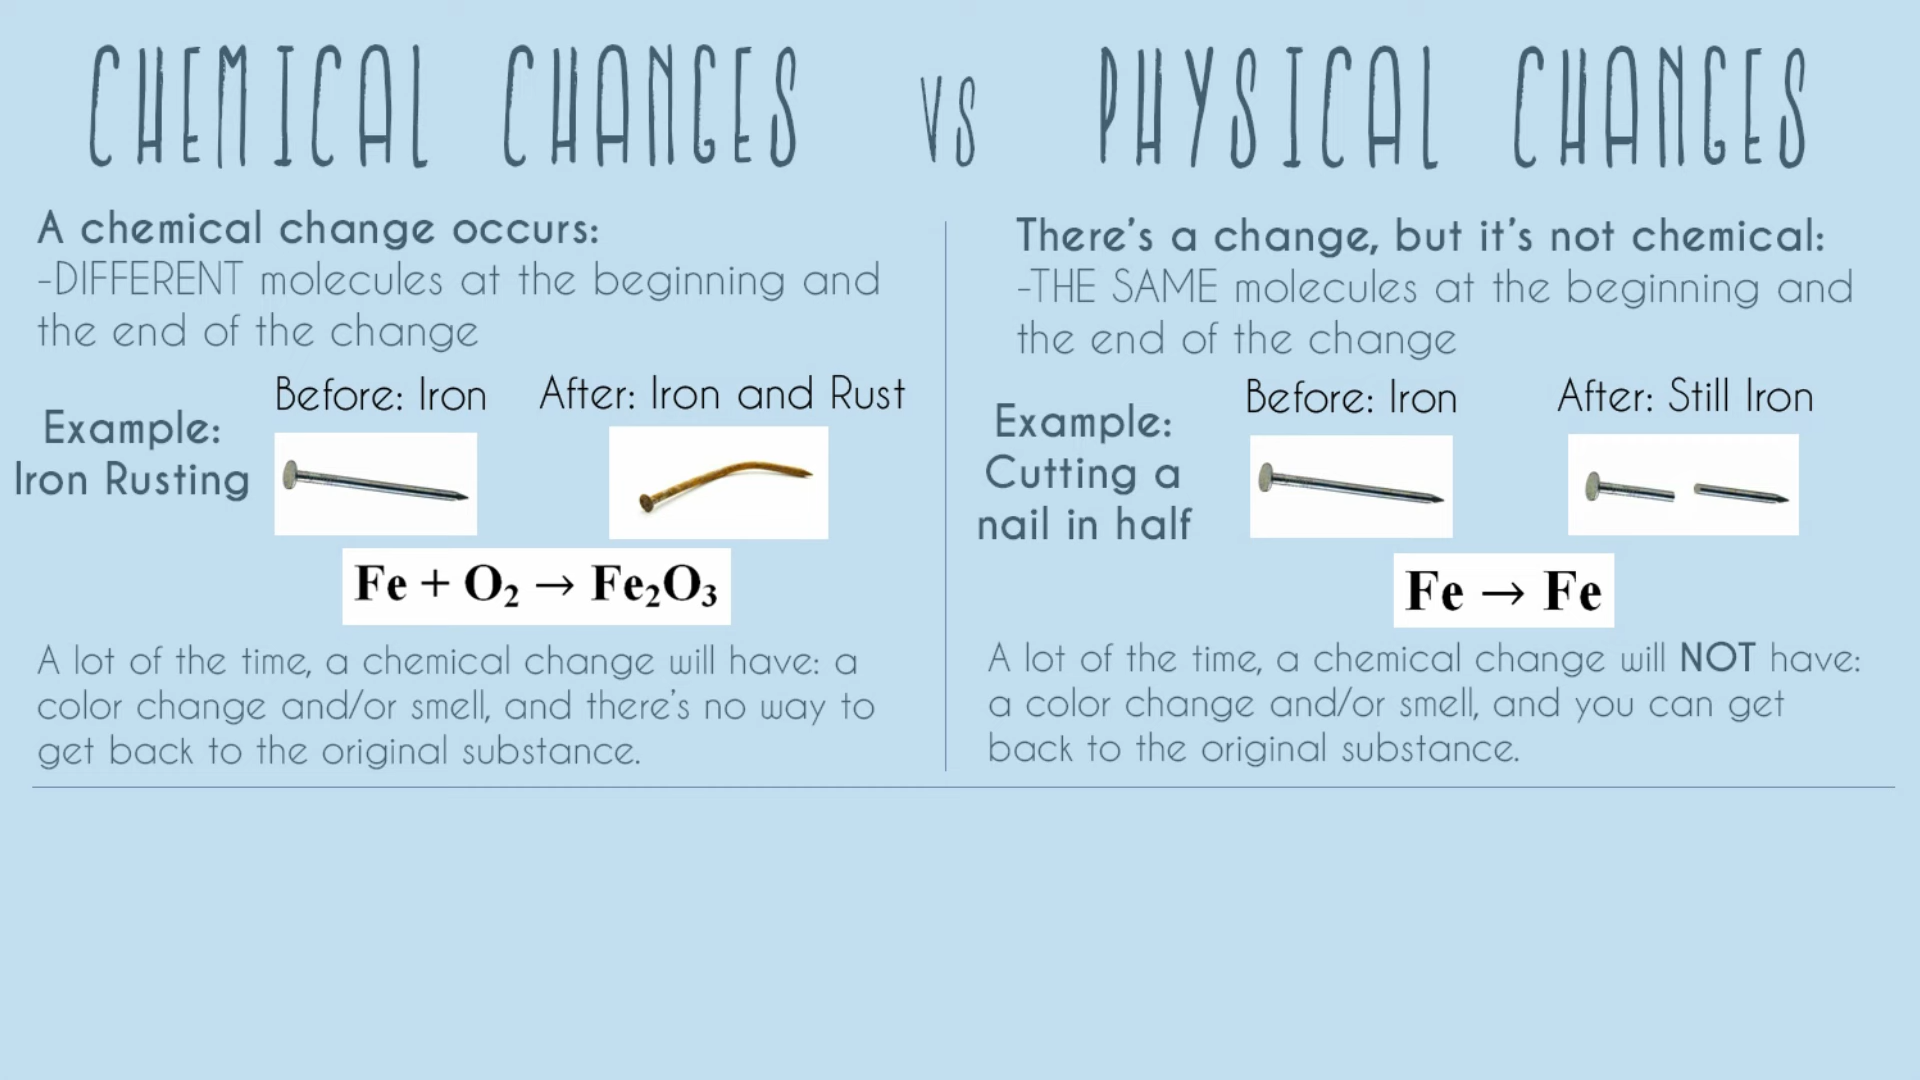 CHEMICAL CHANGES vs PHYSICAL CHANGES
A chemical change occurs:
-DIFFERENT molecules at the beginning and
the end of the change
Before: Iron After: Iron and Rust
Example:
Iron Rusting
Fe + O₂ → Fe₂O₃
A lot of the time, a chemical change will have: a
color change and/or smell, and there's no way to
get back to the original substance.
There's a change, but it's not chemical:
-THE SAME molecules at the beginning and
the end of the change
Before: Iron After: Still Iron
Example:
Cutting a
nail in half
Fe → Fe
A lot of the time, a chemical change will NOT have:
a color change and/or smell, and you can get
back to the original substance.